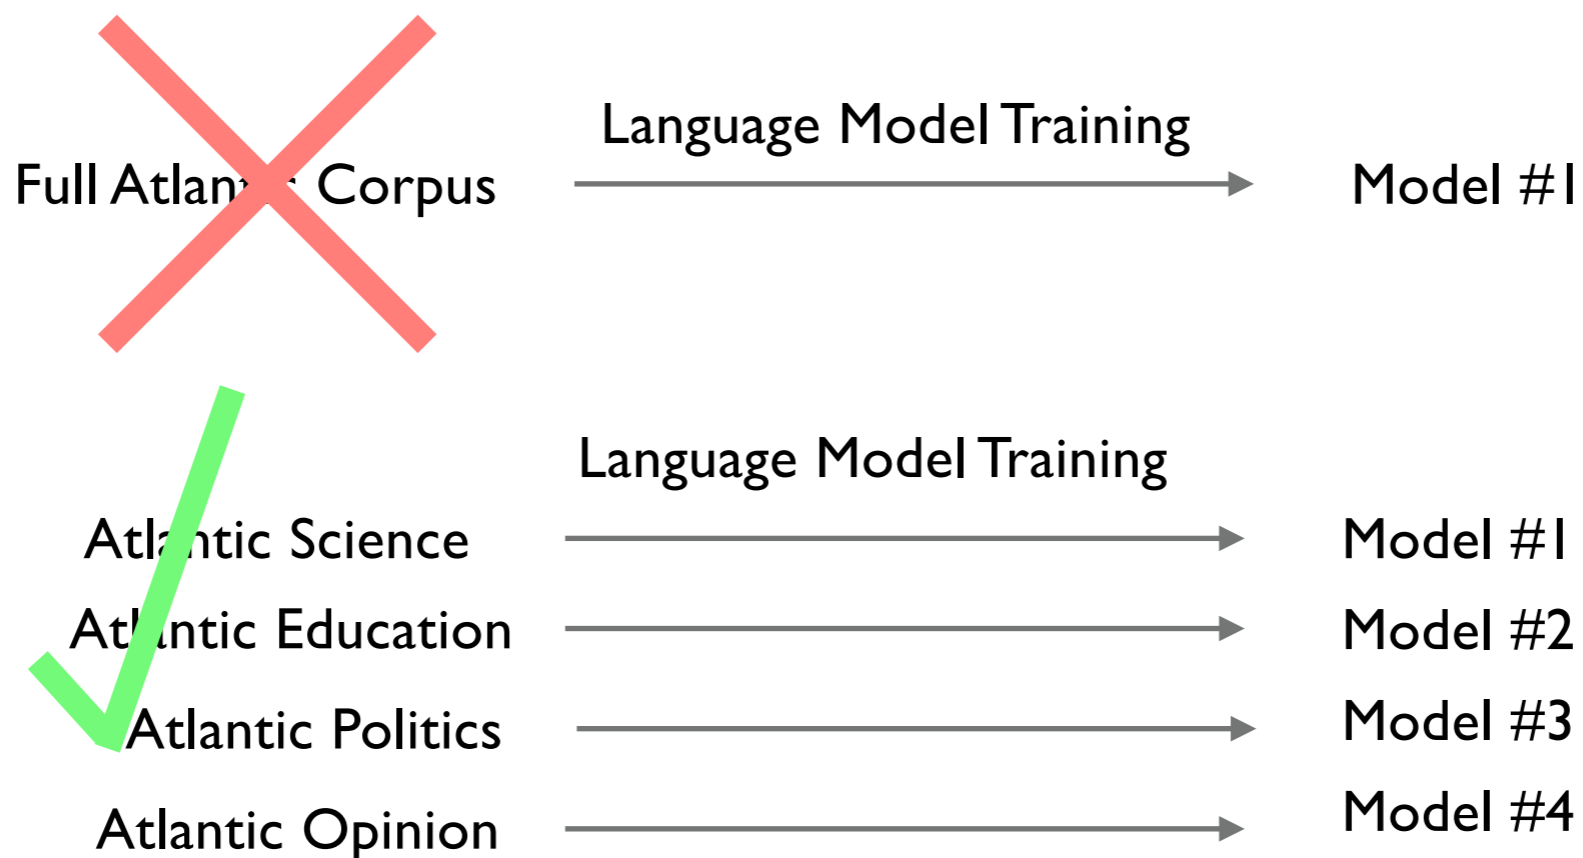 Language Model Training
Full Atlantic Corpus Model #1
Language Model Training
Atlantic Science Model #1
Atlantic Education Model #2
Atlantic Politics Model #3
Atlantic Opinion Model #4